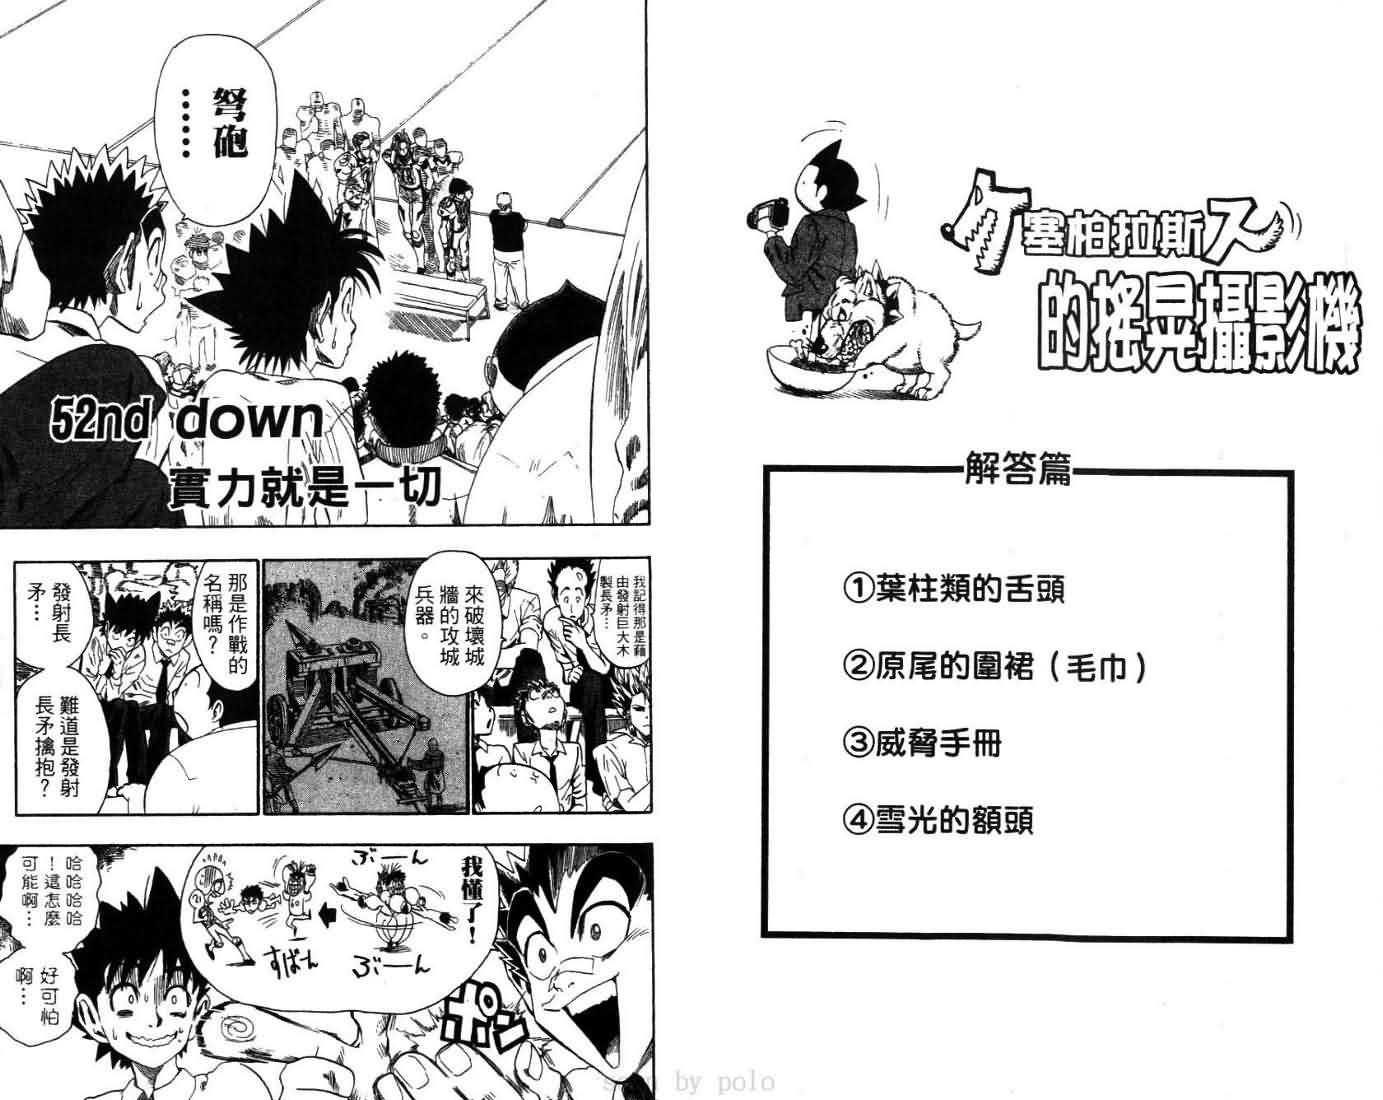 ケ塞柏拉斯ス
的搖晃攝影機
解答篇
①葉柱類的舌頭
②原尾的圍裙（毛巾）
③威脅手冊
④雪光的額頭
弩砲
⋯⋯
52nd down
實力就是一切
我記得那是藉
由發射巨大木
製長矛⋯
來破壞城
牆的攻城
兵器。
那是作戰的
名稱嗎？
發射長
矛⋯
難道是發射
長矛擒抱？
我懂了！
ぶーん
ぶーん
すぱーん
ポン
哈哈哈哈
！這怎麼
可能啊⋯
好可怕
啊⋯
by polo